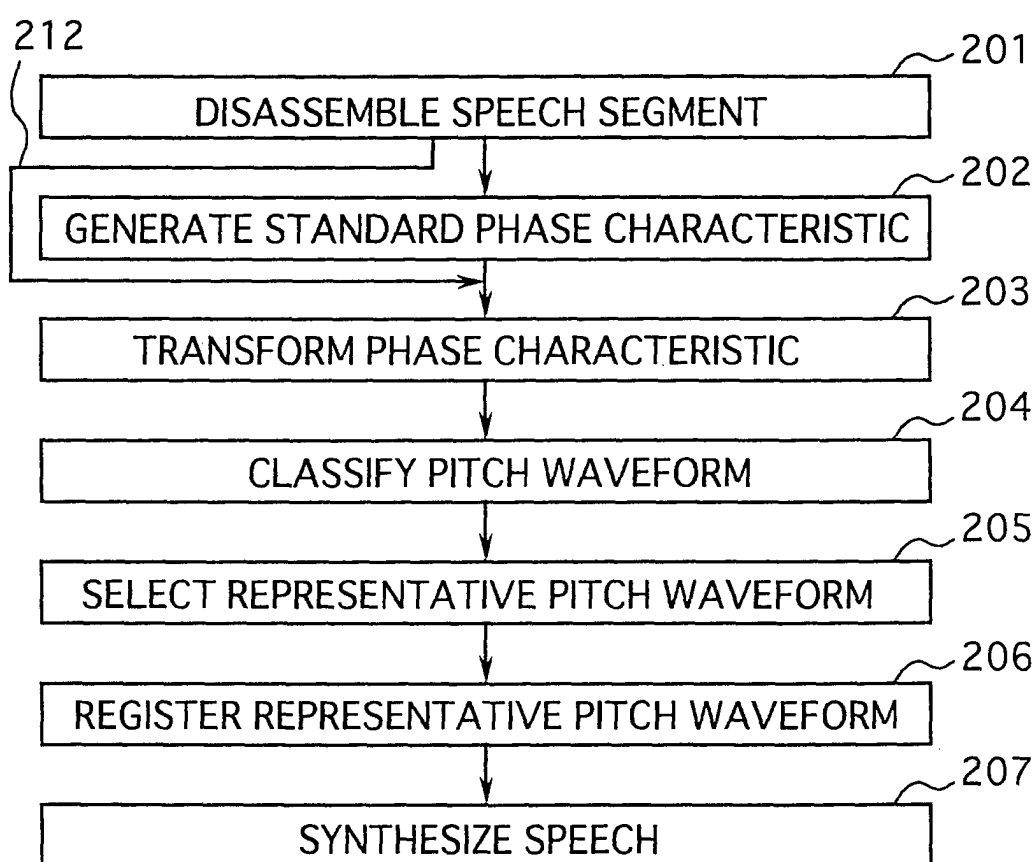 212
201
DISASSEMBLE SPEECH SEGMENT
202
GENERATE STANDARD PHASE CHARACTERISTIC
203
TRANSFORM PHASE CHARACTERISTIC
204
CLASSIFY PITCH WAVEFORM
205
SELECT REPRESENTATIVE PITCH WAVEFORM
206
REGISTER REPRESENTATIVE PITCH WAVEFORM
207
SYNTHESIZE SPEECH